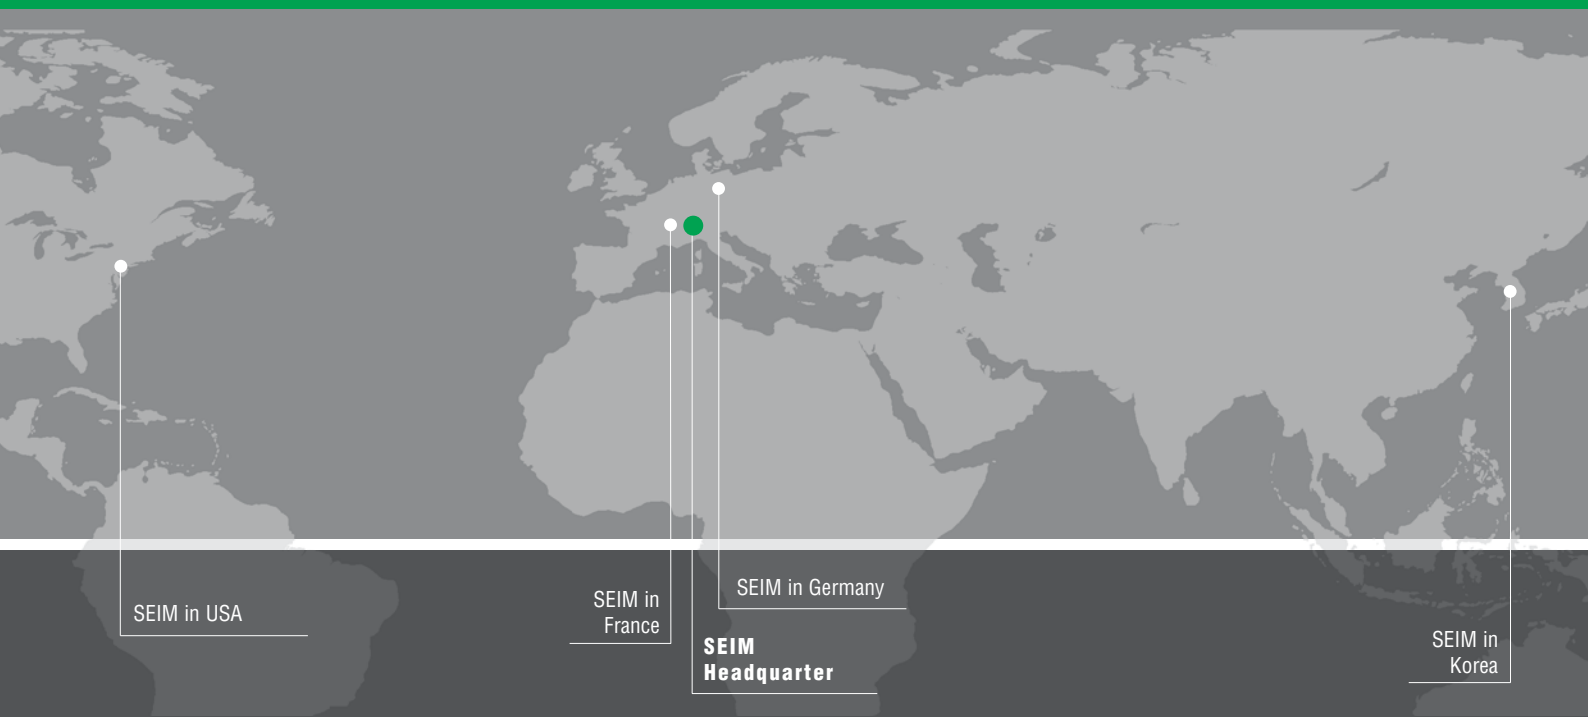 SEIM in USA
SEIM in
France
SEIM in Germany
SEIM
Headquarter
SEIM in
Korea